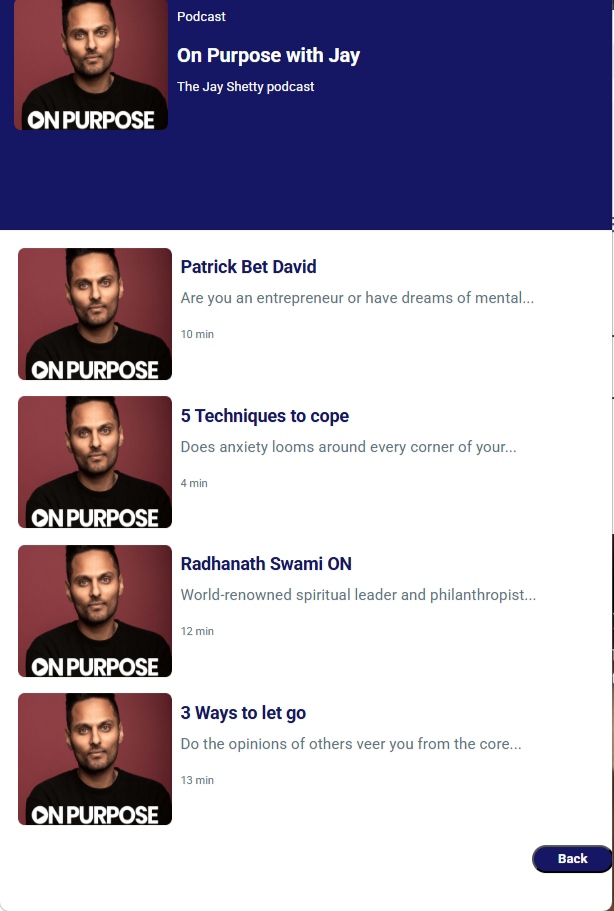 Podcast
On Purpose with Jay
The Jay Shetty podcast
ON PURPOSE
Patrick Bet David
Are you an entrepreneur or have dreams of mental...
10 min
ON PURPOSE
5 Techniques to cope
Does anxiety looms around every corner of your...
4 min
ON PURPOSE
Radhanath Swami ON
World-renowned spiritual leader and philanthropist...
12 min
ON PURPOSE
3 Ways to let go
Do the opinions of others veer you from the core...
13 min
ON PURPOSE
Back